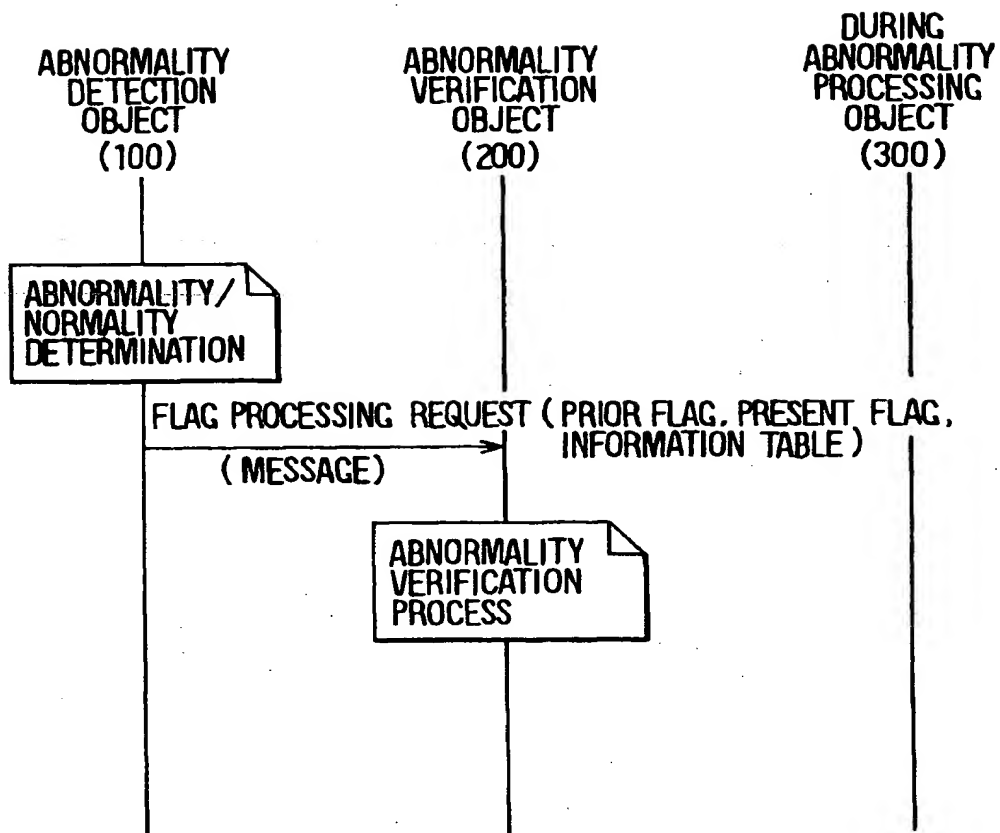 ABNORMALITY
DETECTION
OBJECT
(100)
ABNORMALITY
VERIFICATION
OBJECT
(200)
DURING
ABNORMALITY
PROCESSING
OBJECT
(300)
ABNORMALITY/
NORMALITY
DETERMINATION
FLAG PROCESSING REQUEST (PRIOR FLAG, PRESENT FLAG,
INFORMATION TABLE)
(MESSAGE)
ABNORMALITY
VERIFICATION
PROCESS